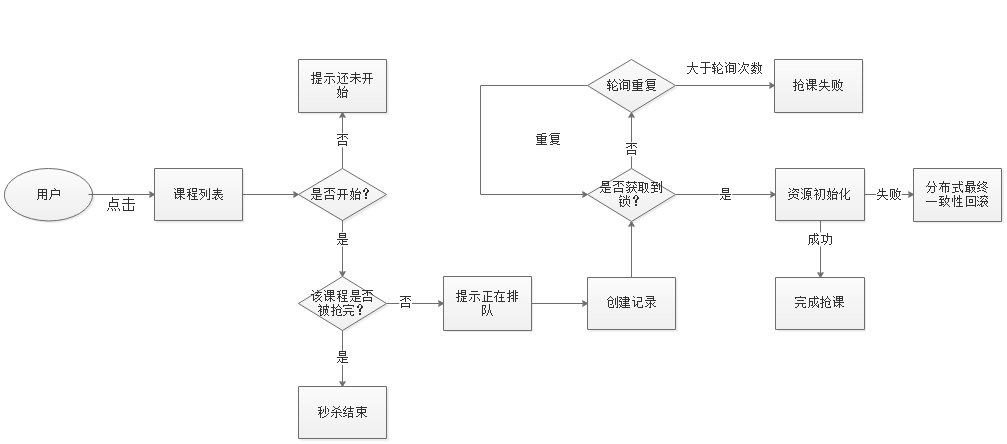 用户
点击
课程列表
提示还未开
始
否
是否开始?
是
该课程是否
被抢完?
否
是
秒杀结束
提示正在排
队
创建记录
是否获取到
锁?
否
轮询重复
重复
大于轮询次数
抢课失败
是
资源初始化
失败
分布式最终
一致性回滚
成功
完成抢课